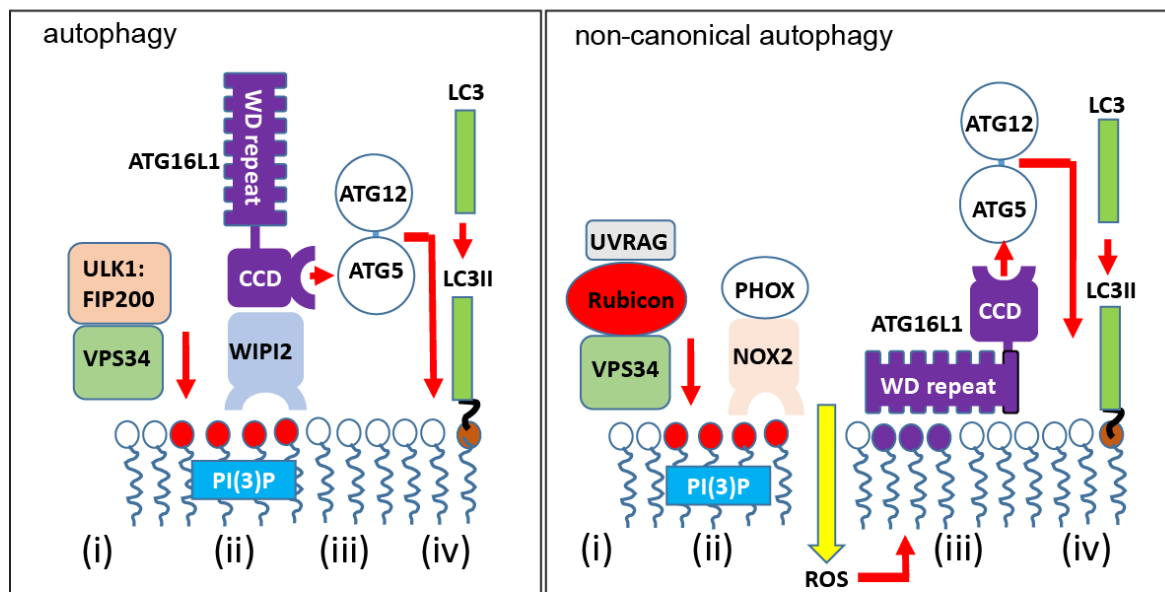 autophagy
WD repeat
ATG16L1
LC3
ATG12
ULK1:
FIP200
CCD
ATG5
LC3II
VPS34
WIPI2
PI(3)P
(i)
(ii)
(iii)
(iv)
non-canonical autophagy
LC3
ATG12
ATG5
UVRAG
Rubicon
PHOX
LC3II
CCD
ATG16L1
VPS34
NOX2
WD repeat
PI(3)P
(i)
(ii)
(iii)
(iv)
ROS